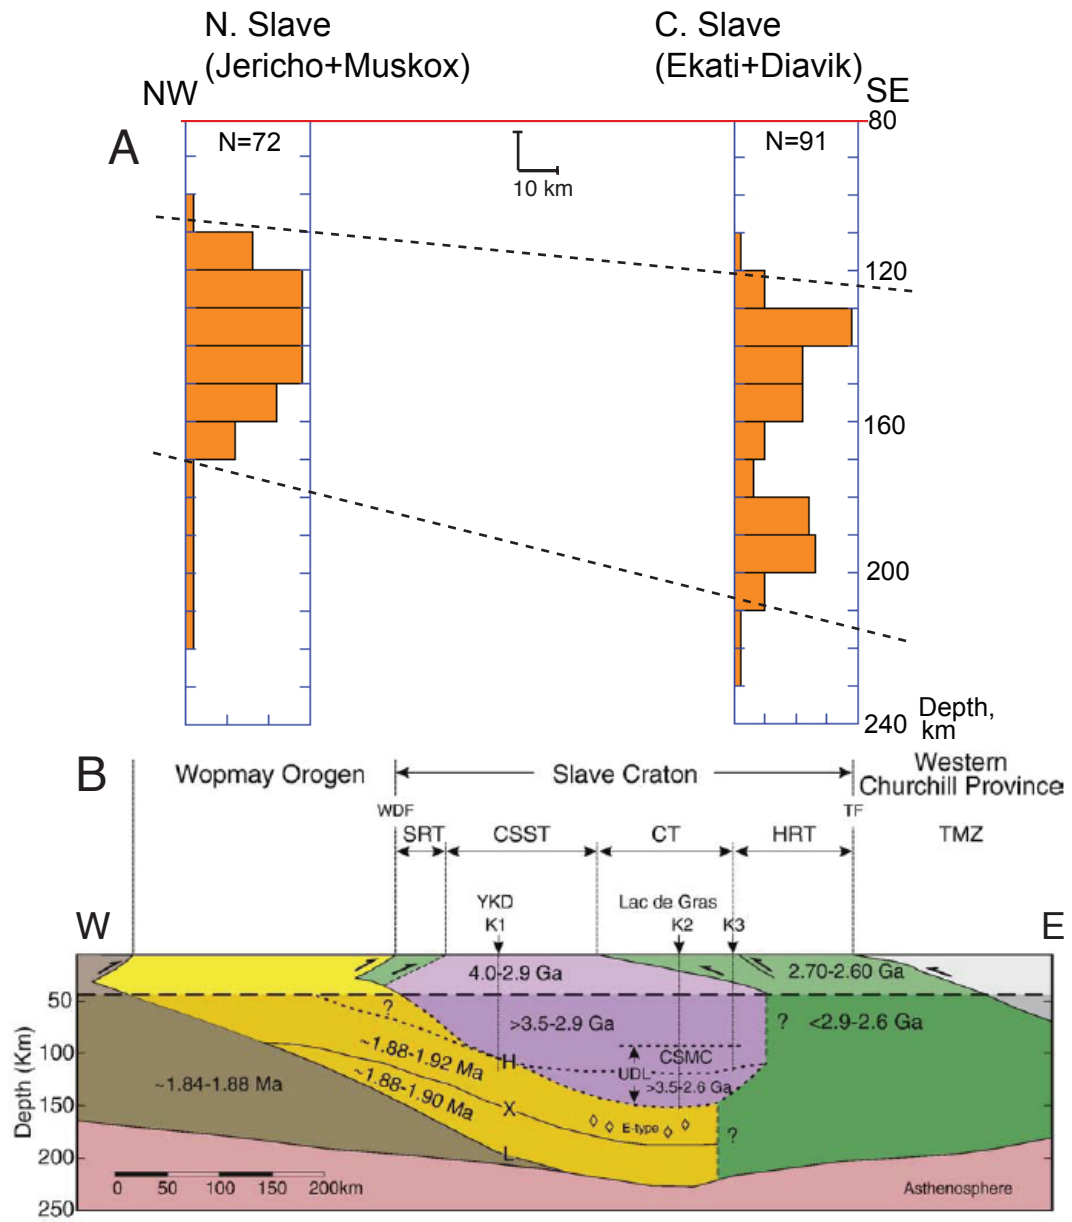 N. Slave
(Jericho+Muskox)
C. Slave
(Ekati+Diavik)
NW
SE
A
N=72
10 km
N=91
80
120
160
200
240
Depth,
km
B
Wopmay Orogen
Slave Craton
Western
Churchill Province
WDF
TF
SRT
CSST
CT
HRT
TMZ
W
YKD
K1
Lac de Gras
K2
K3
E
4.0-2.9 Ga
2.70-2.60Ga
50
?
>3.5-2.9 Ga
?
<2.9-2.6 Ga
~1.88-1.92 Ma
H
CSMC
100
UDL
>3.5-2.6 Ga
~1.84-1.88 Ma
~1.88-1.90 Ma
X
150
E-type
?
L
200
0 50 100 150 200km
Asthenosphere
250
Depth (Km)